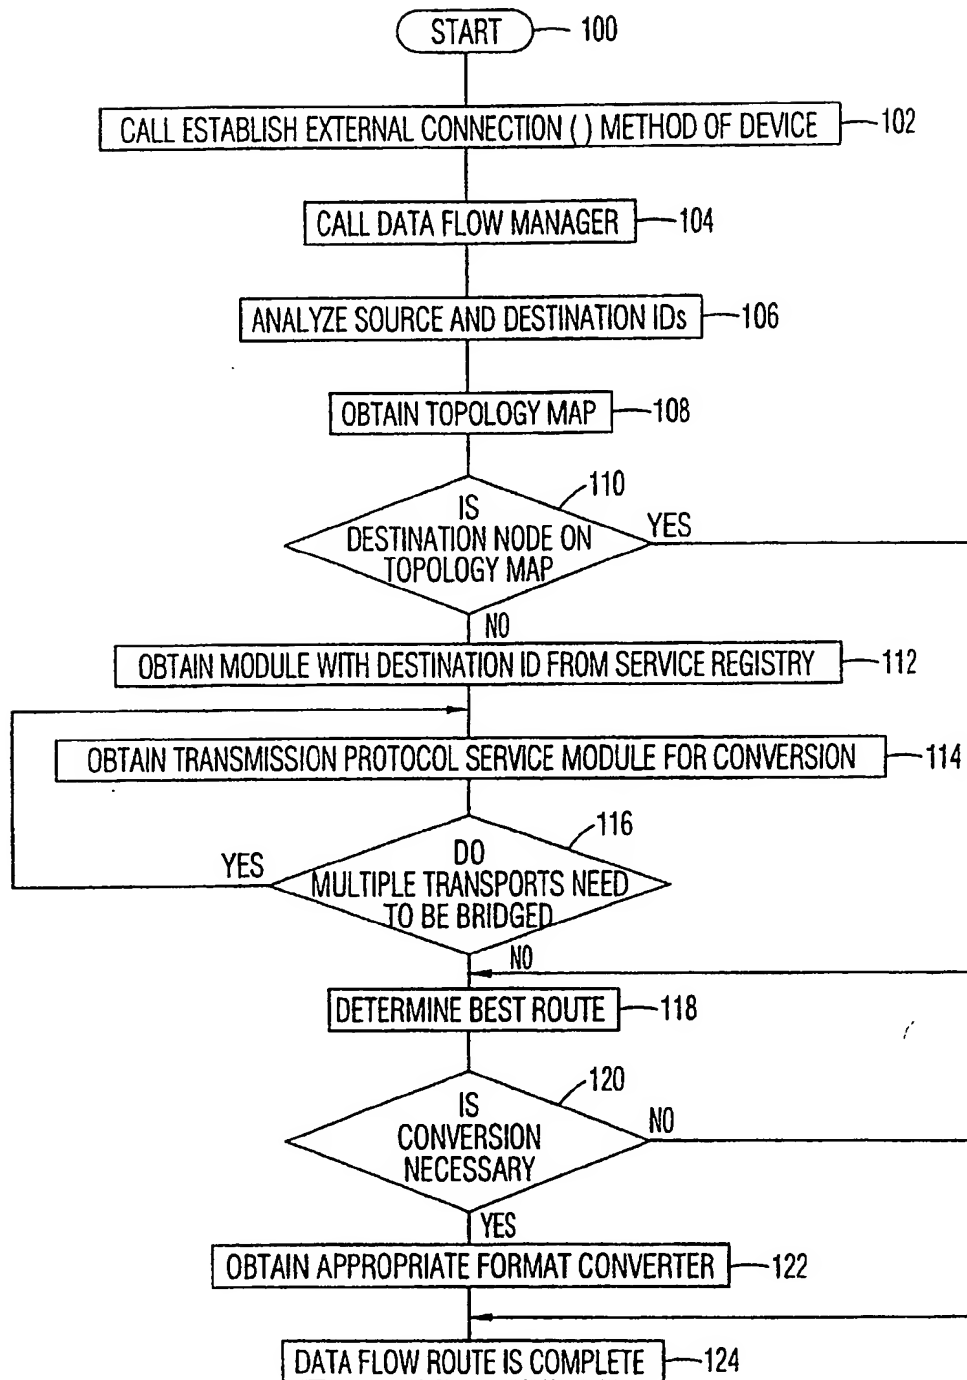 START
100
CALL ESTABLISH EXTERNAL CONNECTION ( ) METHOD OF DEVICE
102
CALL DATA FLOW MANAGER
104
ANALYZE SOURCE AND DESTINATION IDs
106
OBTAIN TOPOLOGY MAP
108
110
IS
DESTINATION NODE ON
TOPOLOGY MAP
YES
NO
OBTAIN MODULE WITH DESTINATION ID FROM SERVICE REGISTRY
112
OBTAIN TRANSMISSION PROTOCOL SERVICE MODULE FOR CONVERSION
114
116
DO
MULTIPLE TRANSPORTS NEED
TO BE BRIDGED
YES
NO
DETERMINE BEST ROUTE
118
120
IS
CONVERSION
NECESSARY
NO
YES
OBTAIN APPROPRIATE FORMAT CONVERTER
122
DATA FLOW ROUTE IS COMPLETE
124